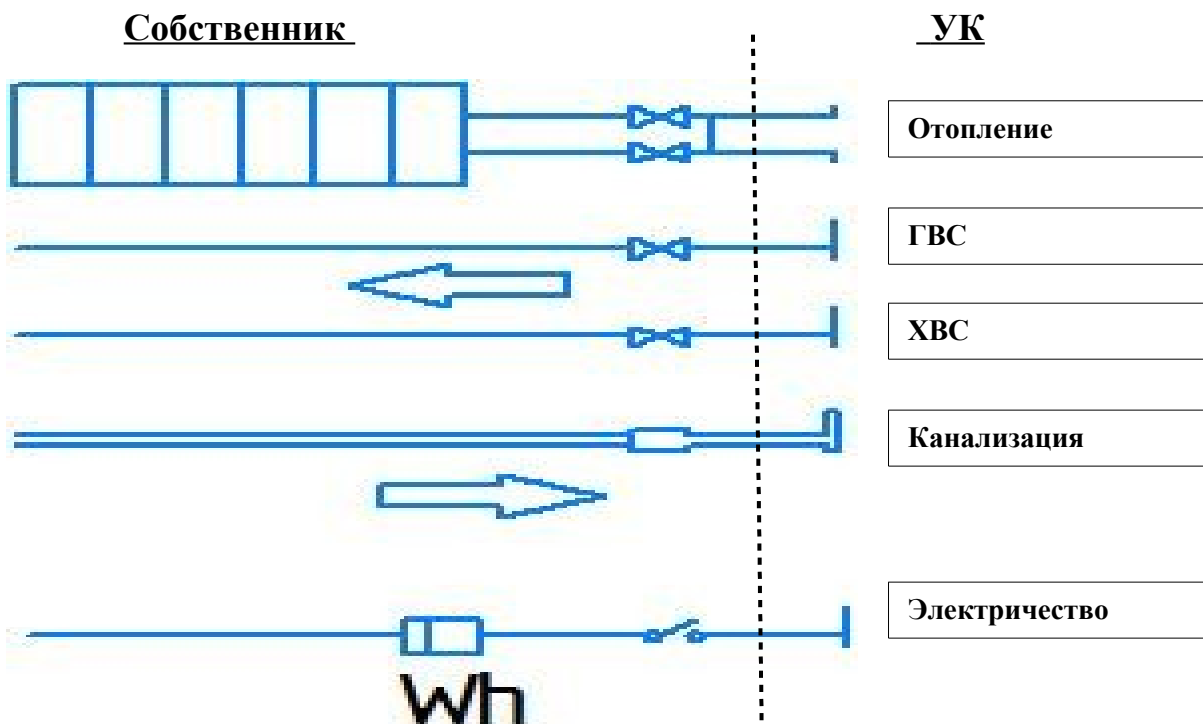 Собственник УК
Отопление
ГВС
ХВС
Канализация
Электричество
Wh